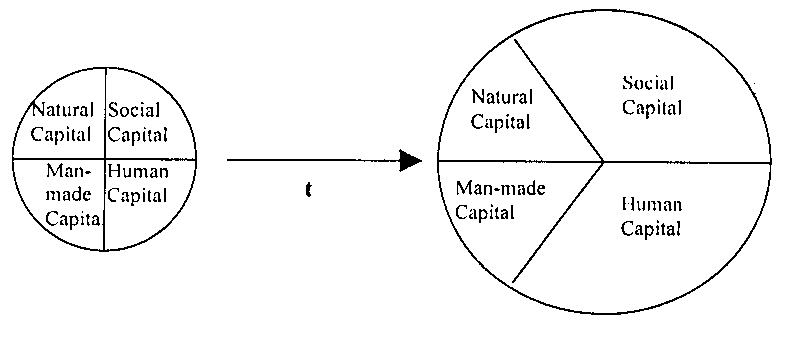 Natural
Capital
Social
Capital
Man-
made
Capita
Human
Capital
t
Natural
Capital
Social
Capital
Man-made
Capital
Human
Capital